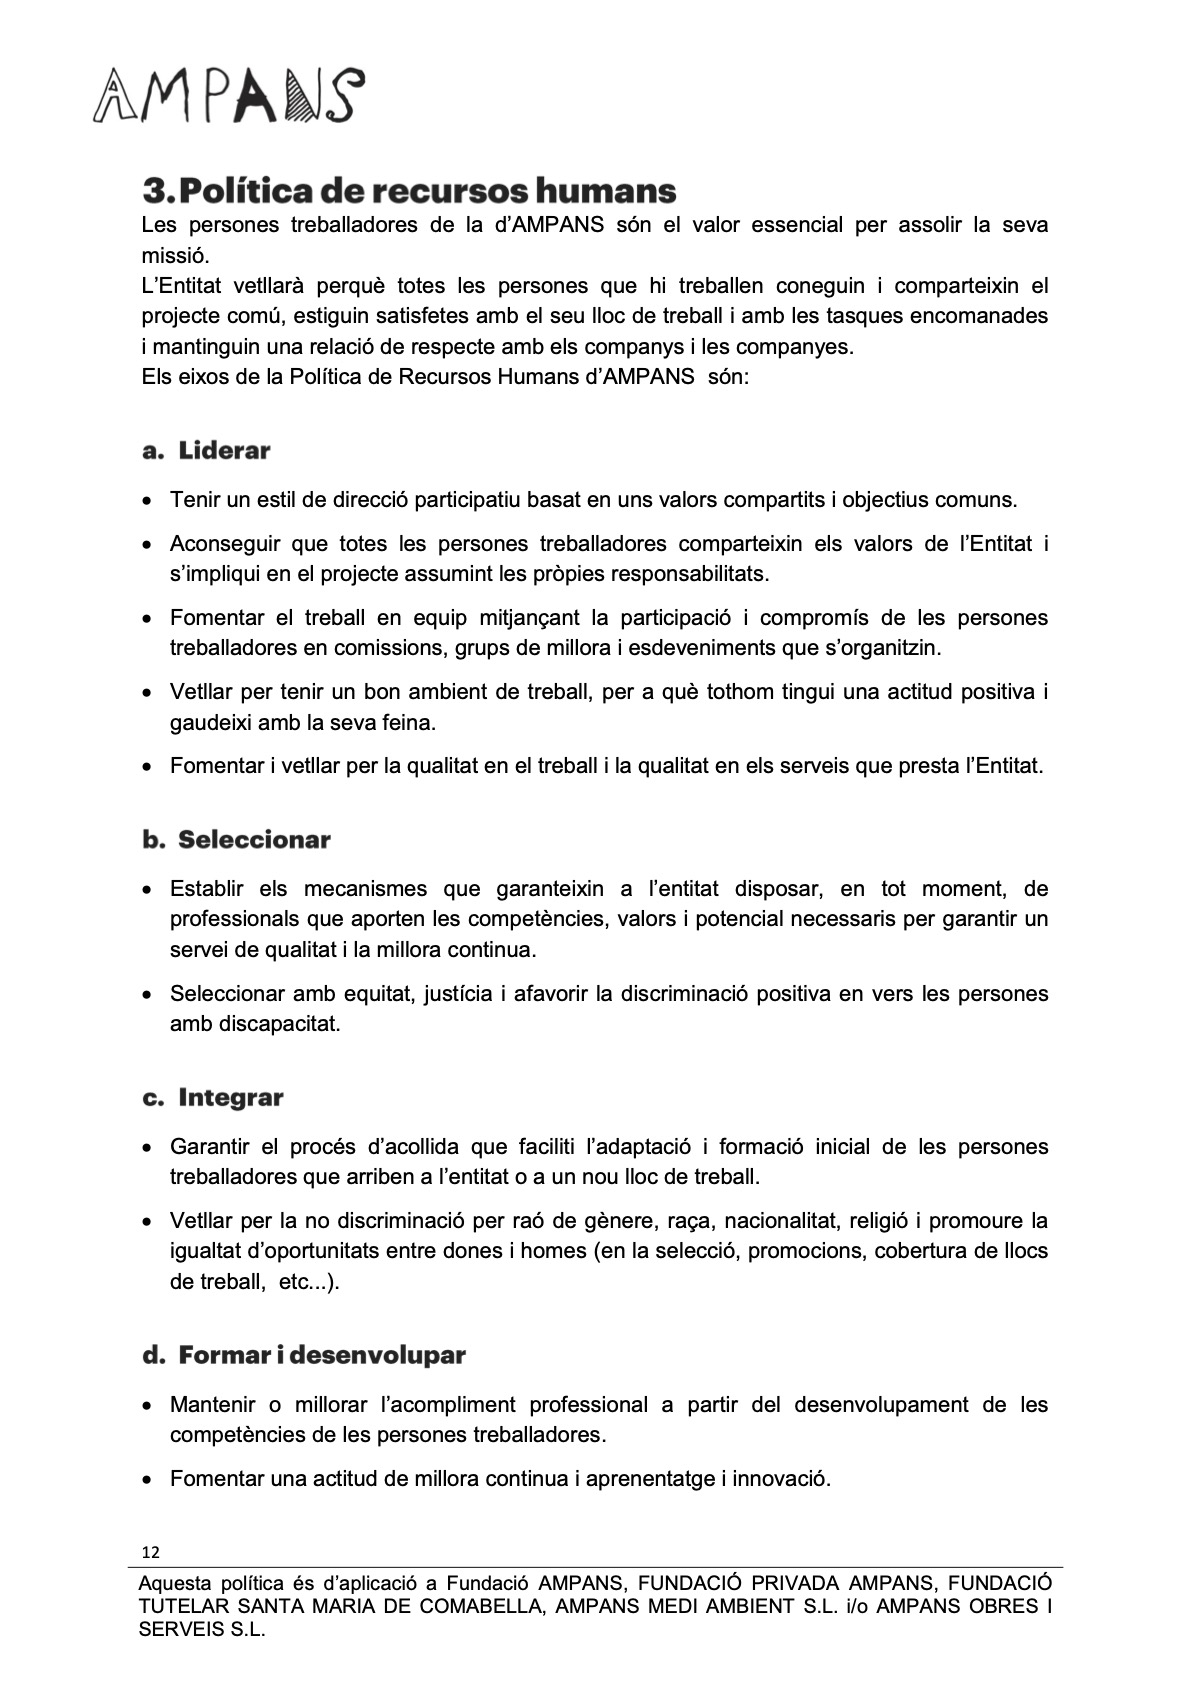 AMPANS
3. Política de recursos humans
Les persones treballadores de la d’AMPANS són el valor essencial per assolir la seva
missió.
L’Entitat vetllarà perquè totes les persones que hi treballen coneguin i comparteixin el
projecte comú, estiguin satisfetes amb el seu lloc de treball i amb les tasques encomanades
i mantinguin una relació de respecte amb els companys i les companyes.
Els eixos de la Política de Recursos Humans d’AMPANS  són:
a. Liderar
• Tenir un estil de direcció participatiu basat en uns valors compartits i objectius comuns.
• Aconseguir que totes les persones treballadores comparteixin els valors de l’Entitat i
s’impliqui en el projecte assumint les pròpies responsabilitats.
• Fomentar el treball en equip mitjançant la participació i compromís de les persones
treballadores en comissions, grups de millora i esdeveniments que s’organitzin.
• Vetllar per tenir un bon ambient de treball, per a què tothom tingui una actitud positiva i
gaudeixi amb la seva feina.
• Fomentar i vetllar per la qualitat en el treball i la qualitat en els serveis que presta l’Entitat.
b. Seleccionar
• Establir els mecanismes que garanteixin a l’entitat disposar, en tot moment, de
professionals que aporten les competències, valors i potencial necessaris per garantir un
servei de qualitat i la millora continua.
• Seleccionar amb equitat, justícia i afavorir la discriminació positiva en vers les persones
amb discapacitat.
c. Integrar
• Garantir el procés d’acollida que faciliti l’adaptació i formació inicial de les persones
treballadores que arriben a l’entitat o a un nou lloc de treball.
• Vetllar per la no discriminació per raó de gènere, raça, nacionalitat, religió i promoure la
igualtat d’oportunitats entre dones i homes (en la selecció, promocions, cobertura de llocs
de treball,  etc...).
d. Formar i desenvolupar
• Mantenir o millorar l’acompliment professional a partir del desenvolupament de les
competències de les persones treballadores.
• Fomentar una actitud de millora continua i aprenentatge i innovació.
12
Aquesta política és d’aplicació a Fundació AMPANS, FUNDACIÓ PRIVADA AMPANS, FUNDACIÓ
TUTELAR SANTA MARIA DE COMABELLA, AMPANS MEDI AMBIENT S.L. i/o AMPANS OBRES I
SERVEIS S.L.